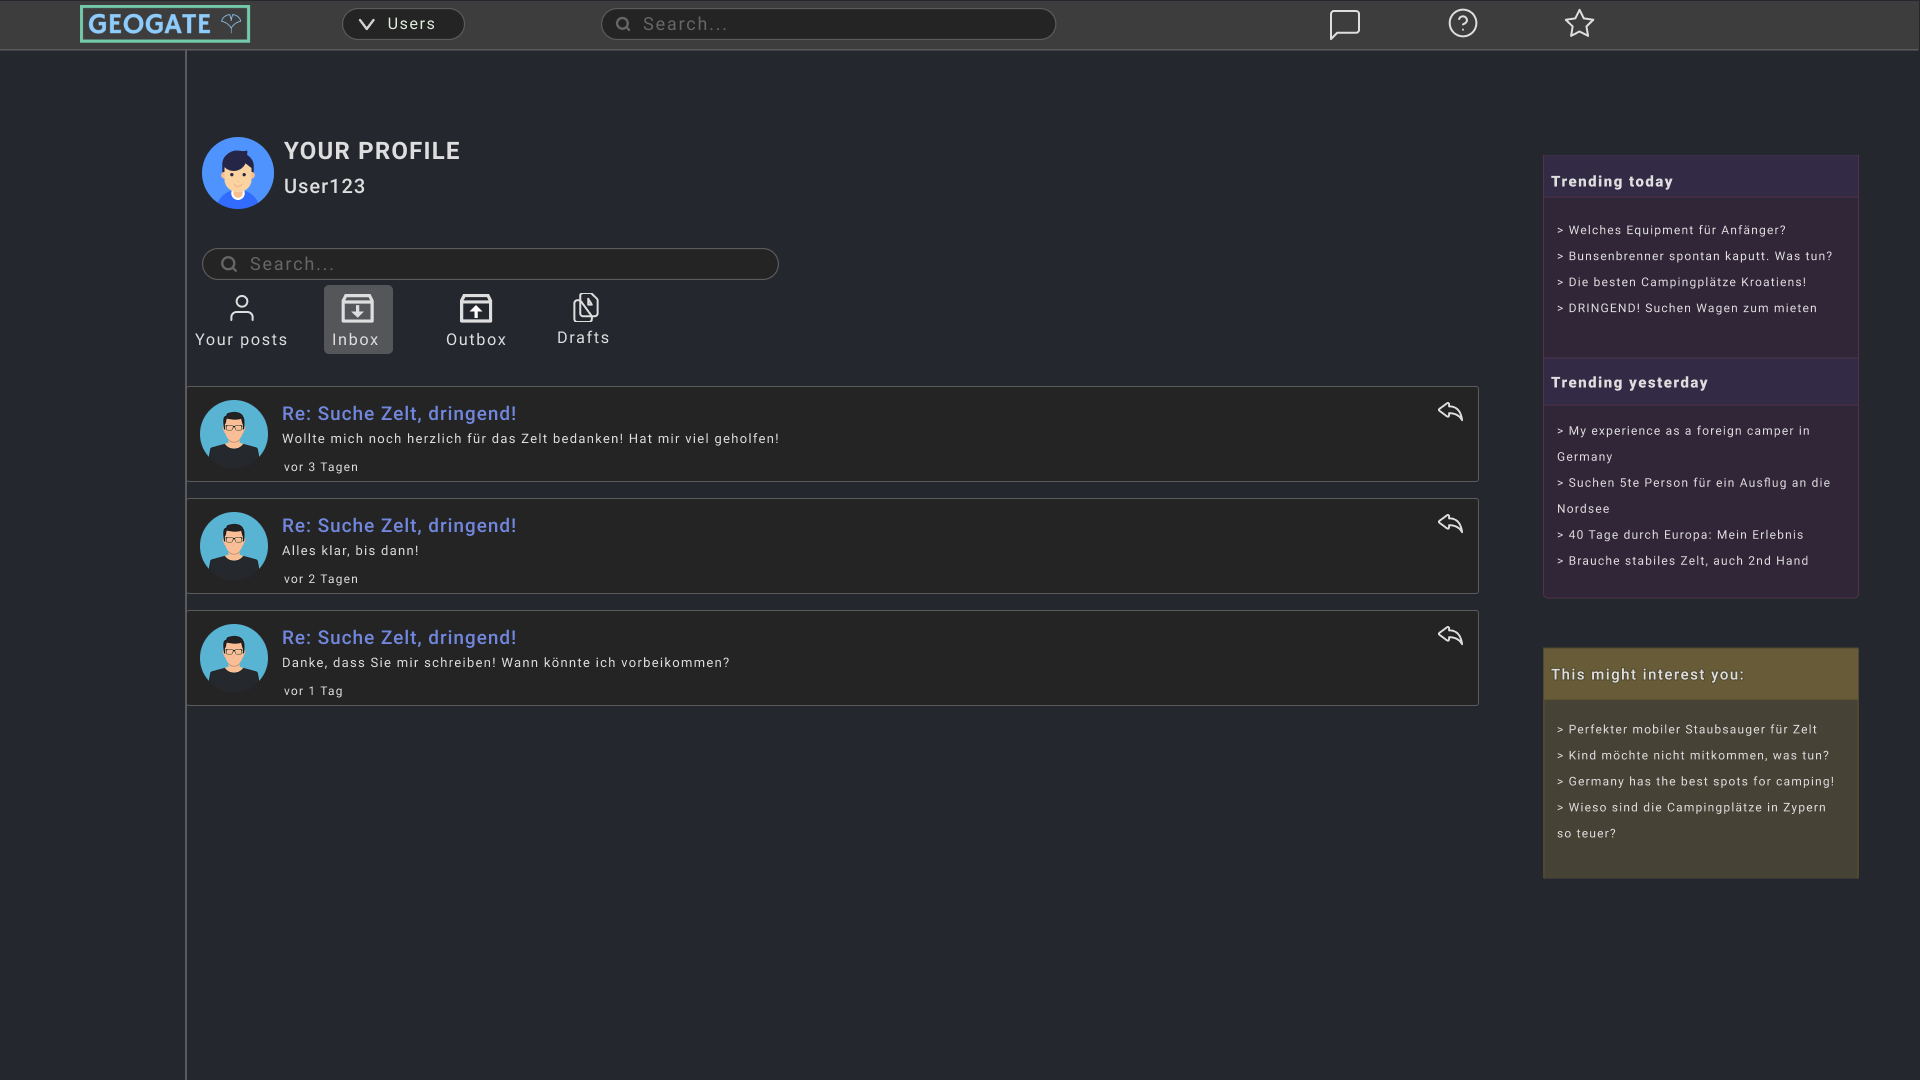 GEOGATE
Users
Search...
YOUR PROFILE
User123
Search...
Your posts
Inbox
Outbox
Drafts
Re: Suche Zelt, dringend!
Wollte mich noch herzlich für das Zelt bedanken! Hat mir viel geholfen!
vor 3 Tagen
Re: Suche Zelt, dringend!
Alles klar, bis dann!
vor 2 Tagen
Re: Suche Zelt, dringend!
Danke, dass Sie mir schreiben! Wann könnte ich vorbeikommen?
vor 1 Tag
Trending today
> Welches Equipment für Anfänger?
> Bunsenbrenner spontan kaputt. Was tun?
> Die besten Campingplätze Kroatiens!
> DRINGEND! Suchen Wagen zum mieten
Trending yesterday
> My experience as a foreign camper in
Germany
> Suchen 5te Person für ein Ausflug an die
Nordsee
> 40 Tage durch Europa: Mein Erlebnis
> Brauche stabiles Zelt, auch 2nd Hand
This might interest you:
> Perfekter mobiler Staubsauger für Zelt
> Kind möchte nicht mitkommen, was tun?
> Germany has the best spots for camping!
> Wieso sind die Campingplätze in Zypern
so teuer?